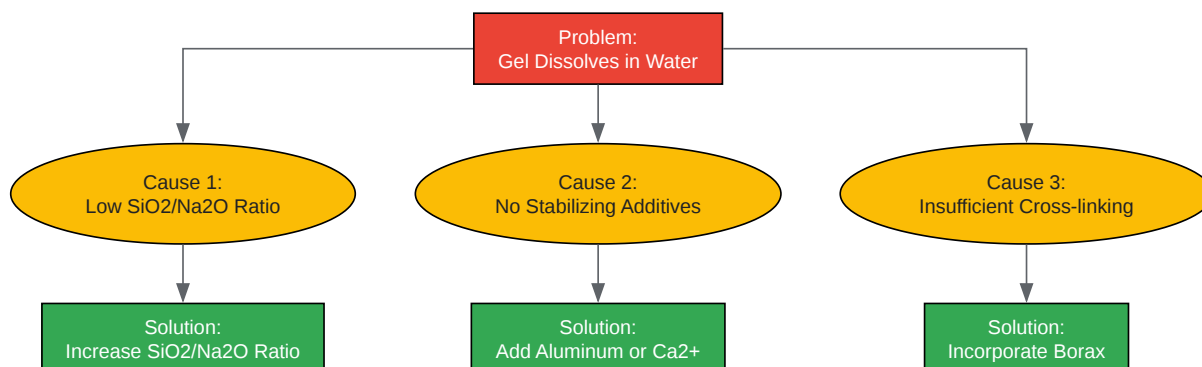 Problem:
Gel Dissolves in Water
Cause 1:
Low SiO2/Na2O Ratio
Cause 2:
No Stabilizing Additives
Cause 3:
Insufficient Cross-linking
Solution:
Increase SiO2/Na2O Ratio
Solution:
Add Aluminum or Ca2+
Solution:
Incorporate Borax